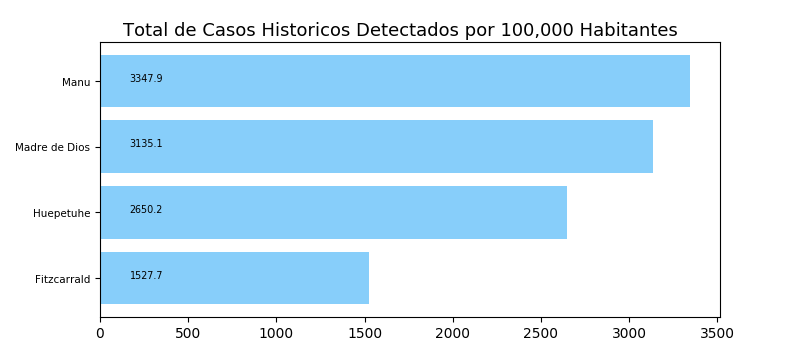 Total de Casos Historicos Detectados por 100,000 Habitantes
Manu 3347.9
Madre de Dios 3135.1
Huepetuhe 2650.2
Fitzcarrald 1527.7
0 500 1000 1500 2000 2500 3000 3500